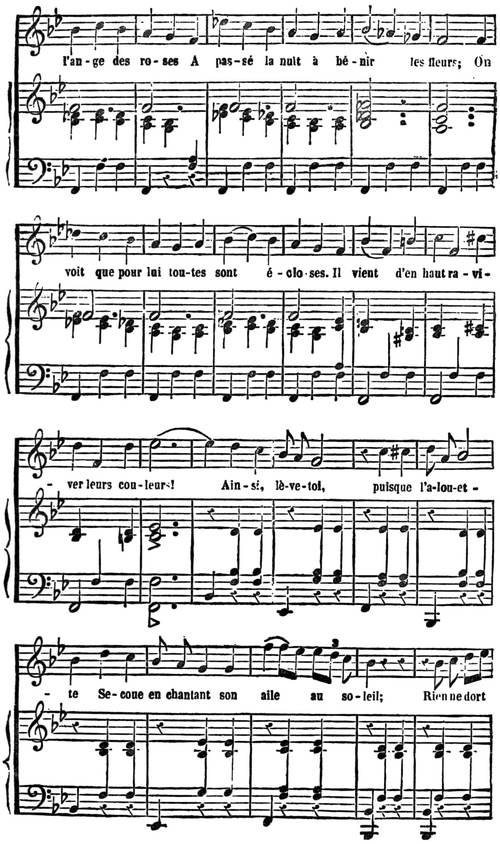 l'an-ge des ro-ses A pas-sé la nuit à bé-nir les fleurs; On
voit que pour lui tou-tes sont é-clo-ses. Il vient d'en haut ra-vi-
-ver leurs cou-leurs! Ain-si, lè-ve-toi, puisque l'a-lou-et-
3
-te Se-coue en chantant son aile au so-leil; Rien ne dort